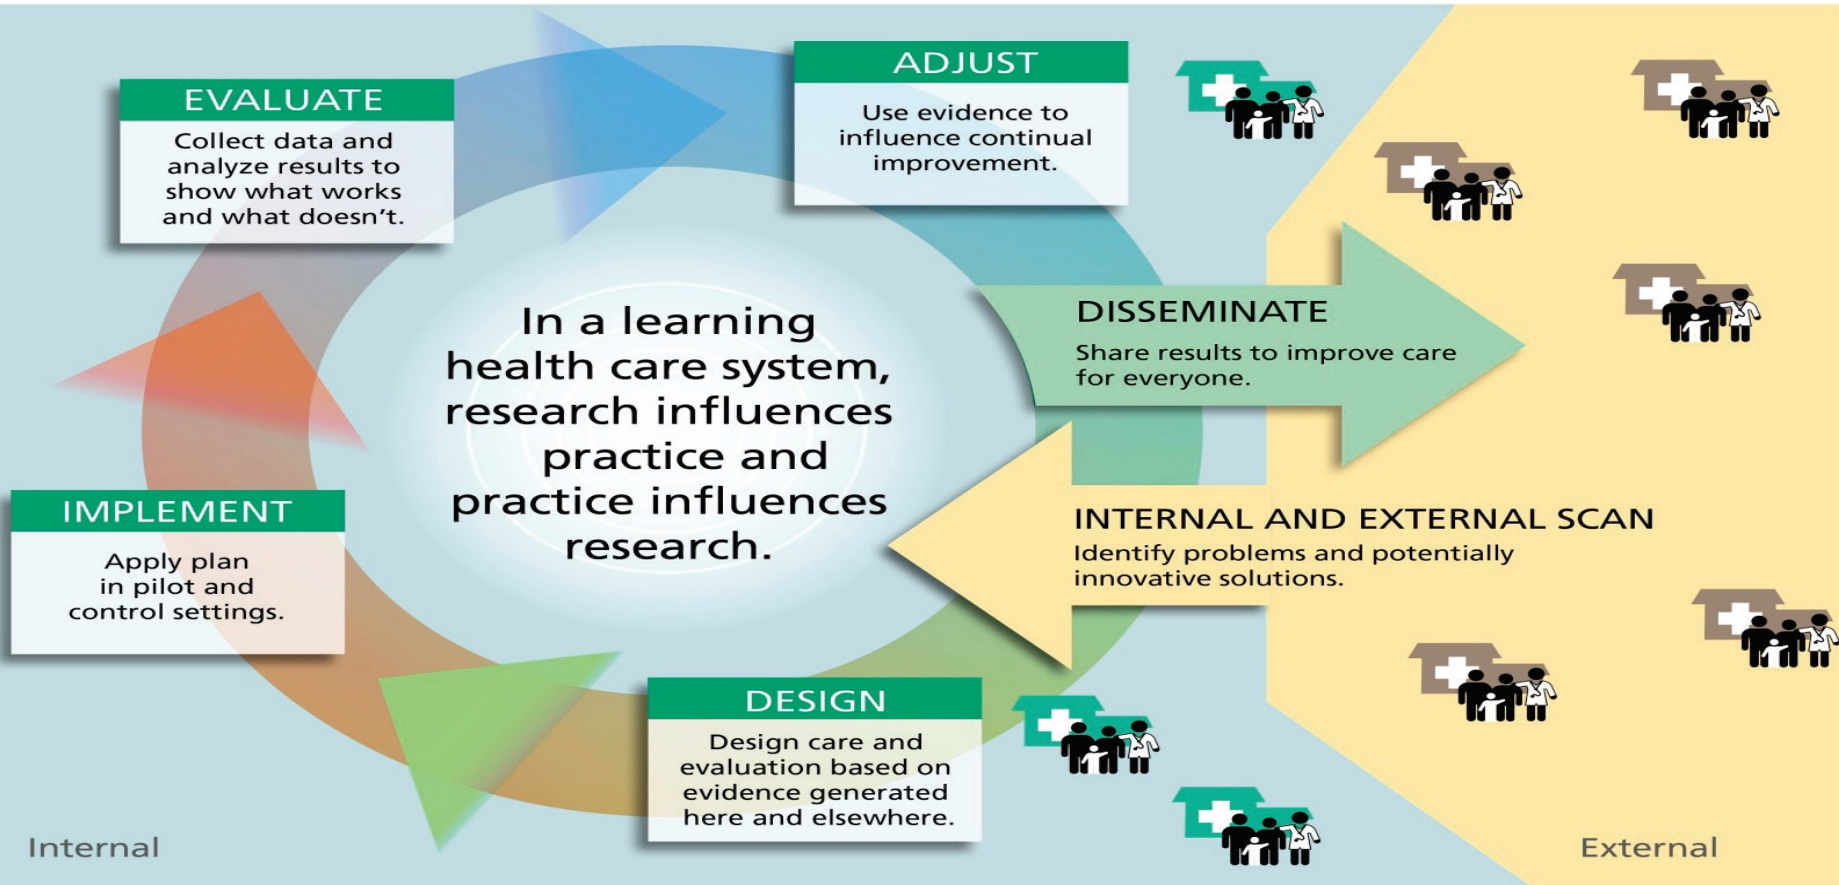 EVALUATE
Collect data and
analyze results to
show what works
and what doesn't.
ADJUST
Use evidence to
influence continual
improvement.
In a learning
health care system,
research influences
practice and
practice influences
research.
DISSEMINATE
Share results to improve care
for everyone.
INTERNAL AND EXTERNAL SCAN
Identify problems and potentially
innovative solutions.
IMPLEMENT
Apply plan
in pilot and
control settings.
DESIGN
Design care and
evaluation based on
evidence generated
here and elsewhere.
Internal
External